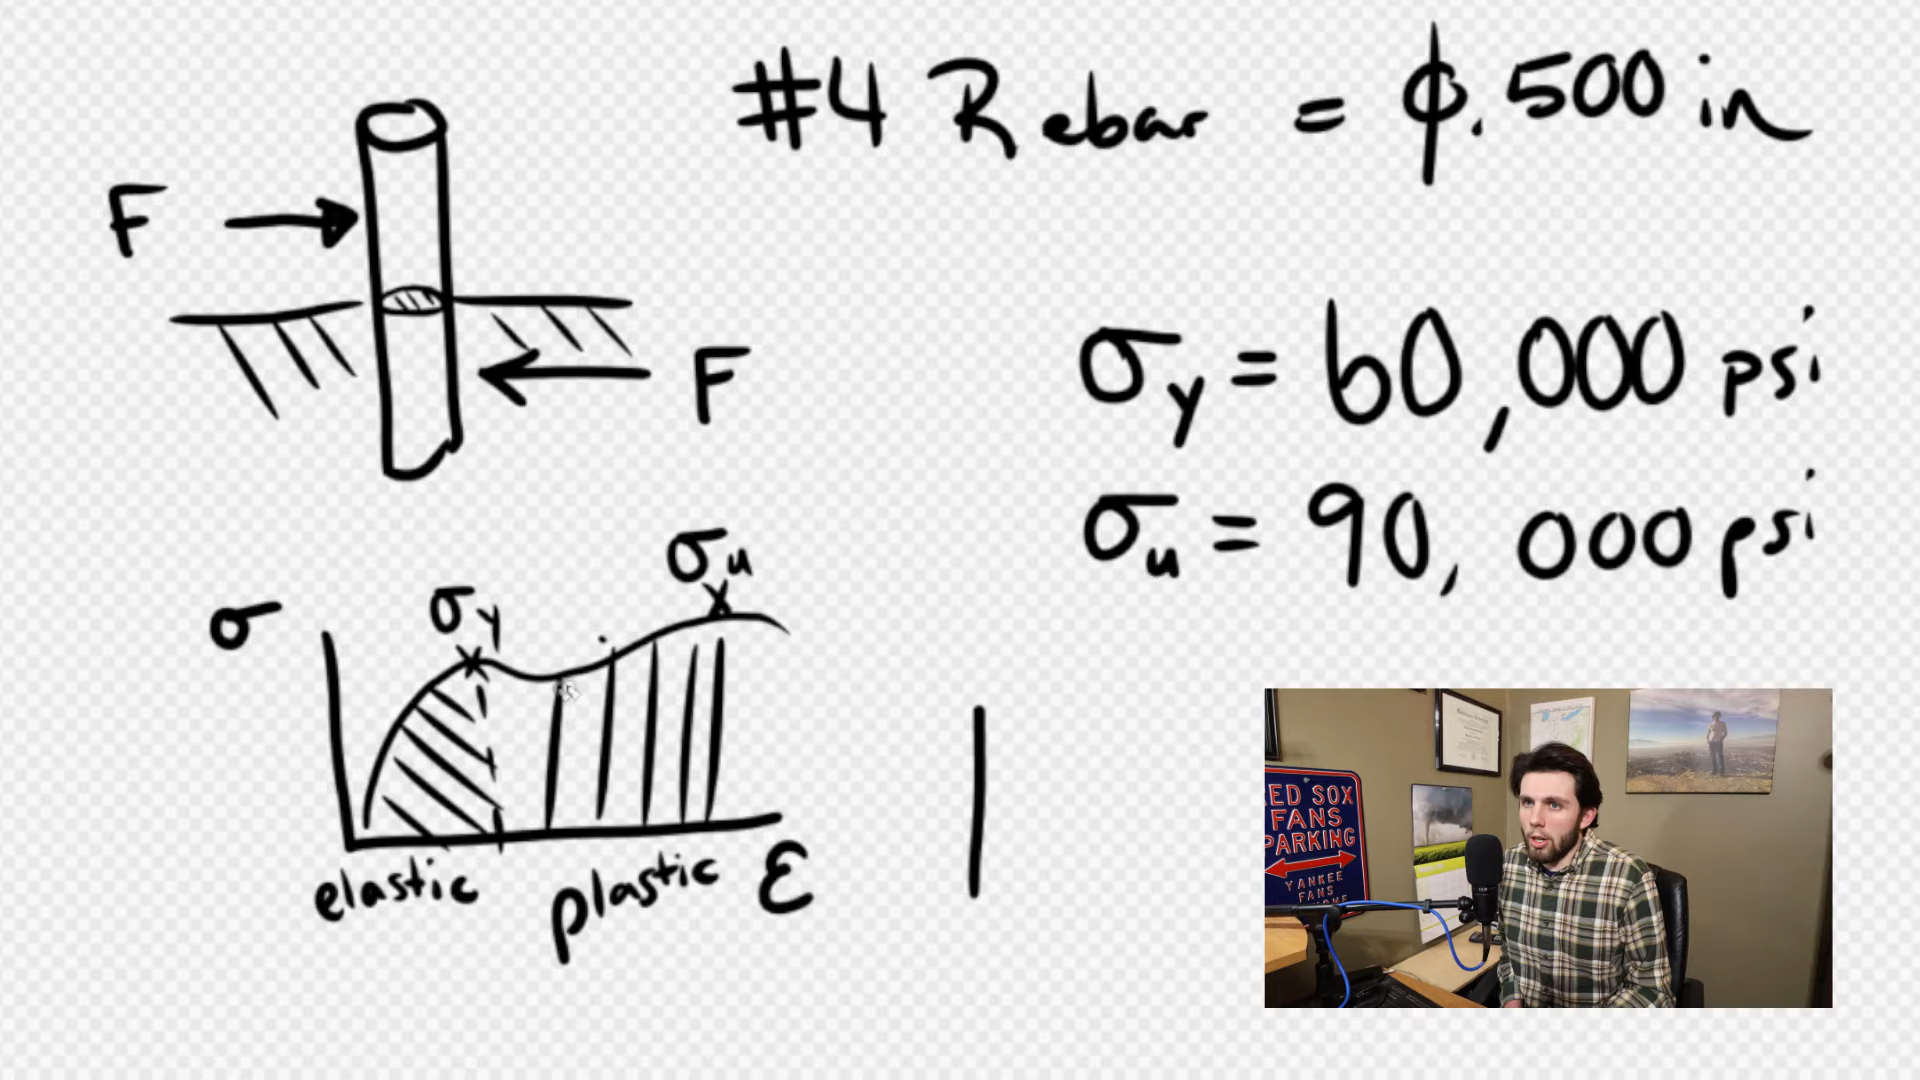 #4 Rebar = ϕ.500 in
F
F
σy = 60,000 psi
σu = 90,000 psi
σu
σy
σ
elastic
plastic
ε
RED SOX
FANS
PARKING
YANKEE
FANS